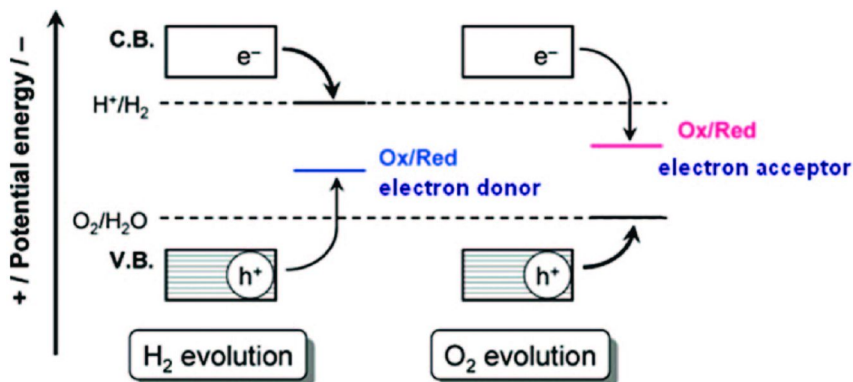 + / Potential energy / –
C.B.
e⁻
e⁻
H⁺/H₂
Ox/Red
electron donor
Ox/Red
electron acceptor
O₂/H₂O
V.B.
h⁺
h⁺
H₂ evolution
O₂ evolution